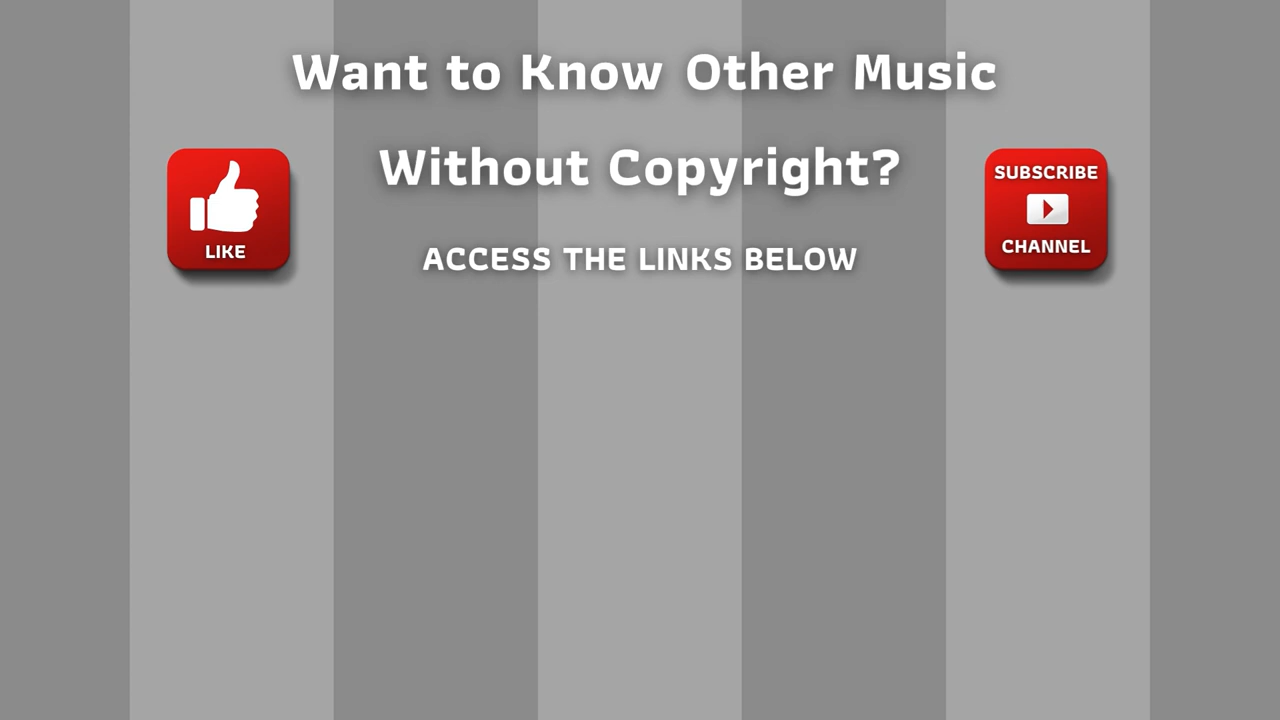 Want to Know Other Music
Without Copyright?
LIKE
SUBSCRIBE
CHANNEL
ACCESS THE LINKS BELOW